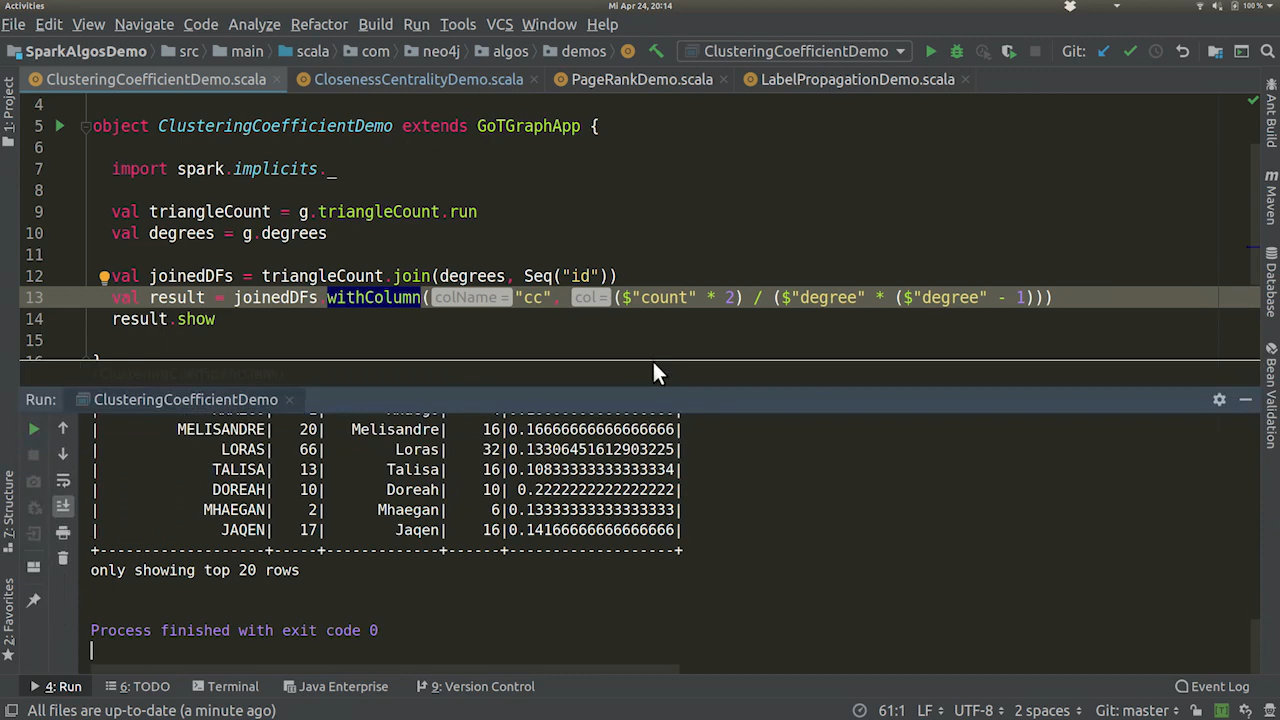 Activities
Mi Apr 24, 20:14
100 %
File Edit View Navigate Code Analyze Refactor Build Run Tools VCS Window Help
SparkAlgosDemo src main scala com neo4j algos demos ClusteringCoefficientDemo Git:
1: Project
ClusteringCoefficientDemo.scala ClosenessCentralityDemo.scala PageRankDemo.scala LabelPropagationDemo.scala
4
5 object ClusteringCoefficientDemo extends GoTGraphApp {
6
7 import spark.implicits._
8
9 val triangleCount = g.triangleCount.run
10 val degrees = g.degrees
11
12 val joinedDFs = triangleCount.join(degrees, Seq("id"))
13 val result = joinedDFs.withColumn( colName = "cc", col = ($"count" * 2) / ($"degree" * ($"degree" - 1)))
14 result.show
15
16 }
Ant Build
Maven
Database
Bean Validation
ClusteringCoefficientDemo
Run: ClusteringCoefficientDemo
| MELISANDRE| 20| Melisandre| 16|0.16666666666666666|
| LORAS| 66| Loras| 32|0.13306451612903225|
| TALISA| 13| Talisa| 16|0.10833333333333334|
| DOREAH| 10| Doreah| 10| 0.2222222222222222|
| MHAEGAN| 2| Mhaegan| 6|0.13333333333333333|
| JAQEN| 17| Jaqen| 16|0.14166666666666666|
+------------------+-----+------------+------+-------------------+
only showing top 20 rows
Process finished with exit code 0
7: Structure
2: Favorites
4: Run 6: TODO Terminal Java Enterprise 9: Version Control Event Log
All files are up-to-date (a minute ago) 61:1 LF UTF-8 2 spaces Git: master